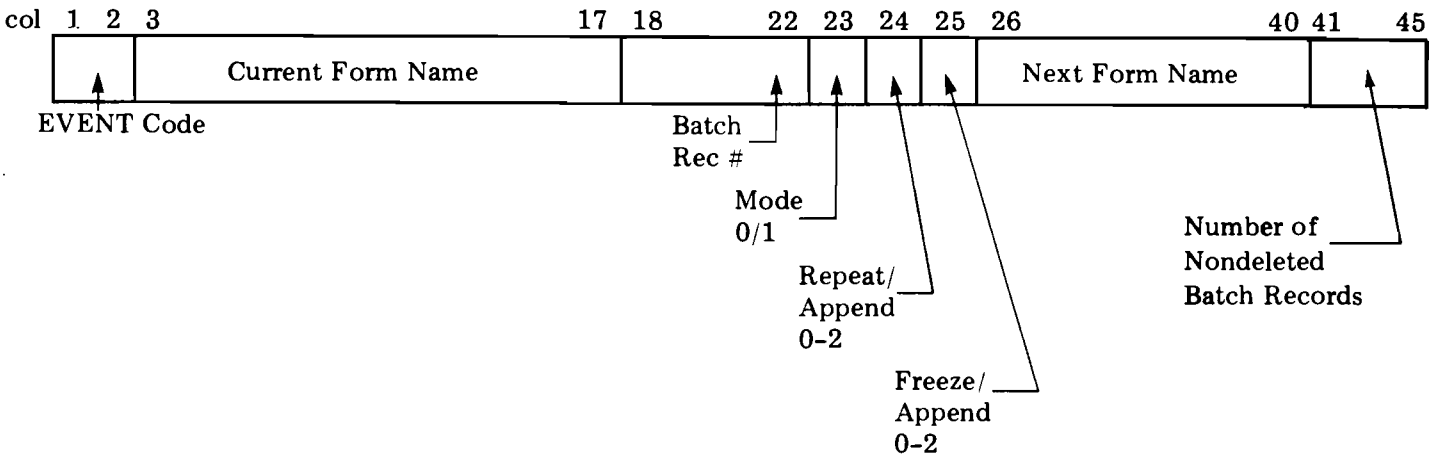 col 1 2 3 17 18 22 23 24 25 26 40 41 45
Current Form Name
Next Form Name
EVENT Code
Batch
Rec #
Mode
0/1
Repeat/
Append
0-2
Freeze/
Append
0-2
Number of
Nondeleted
Batch Records